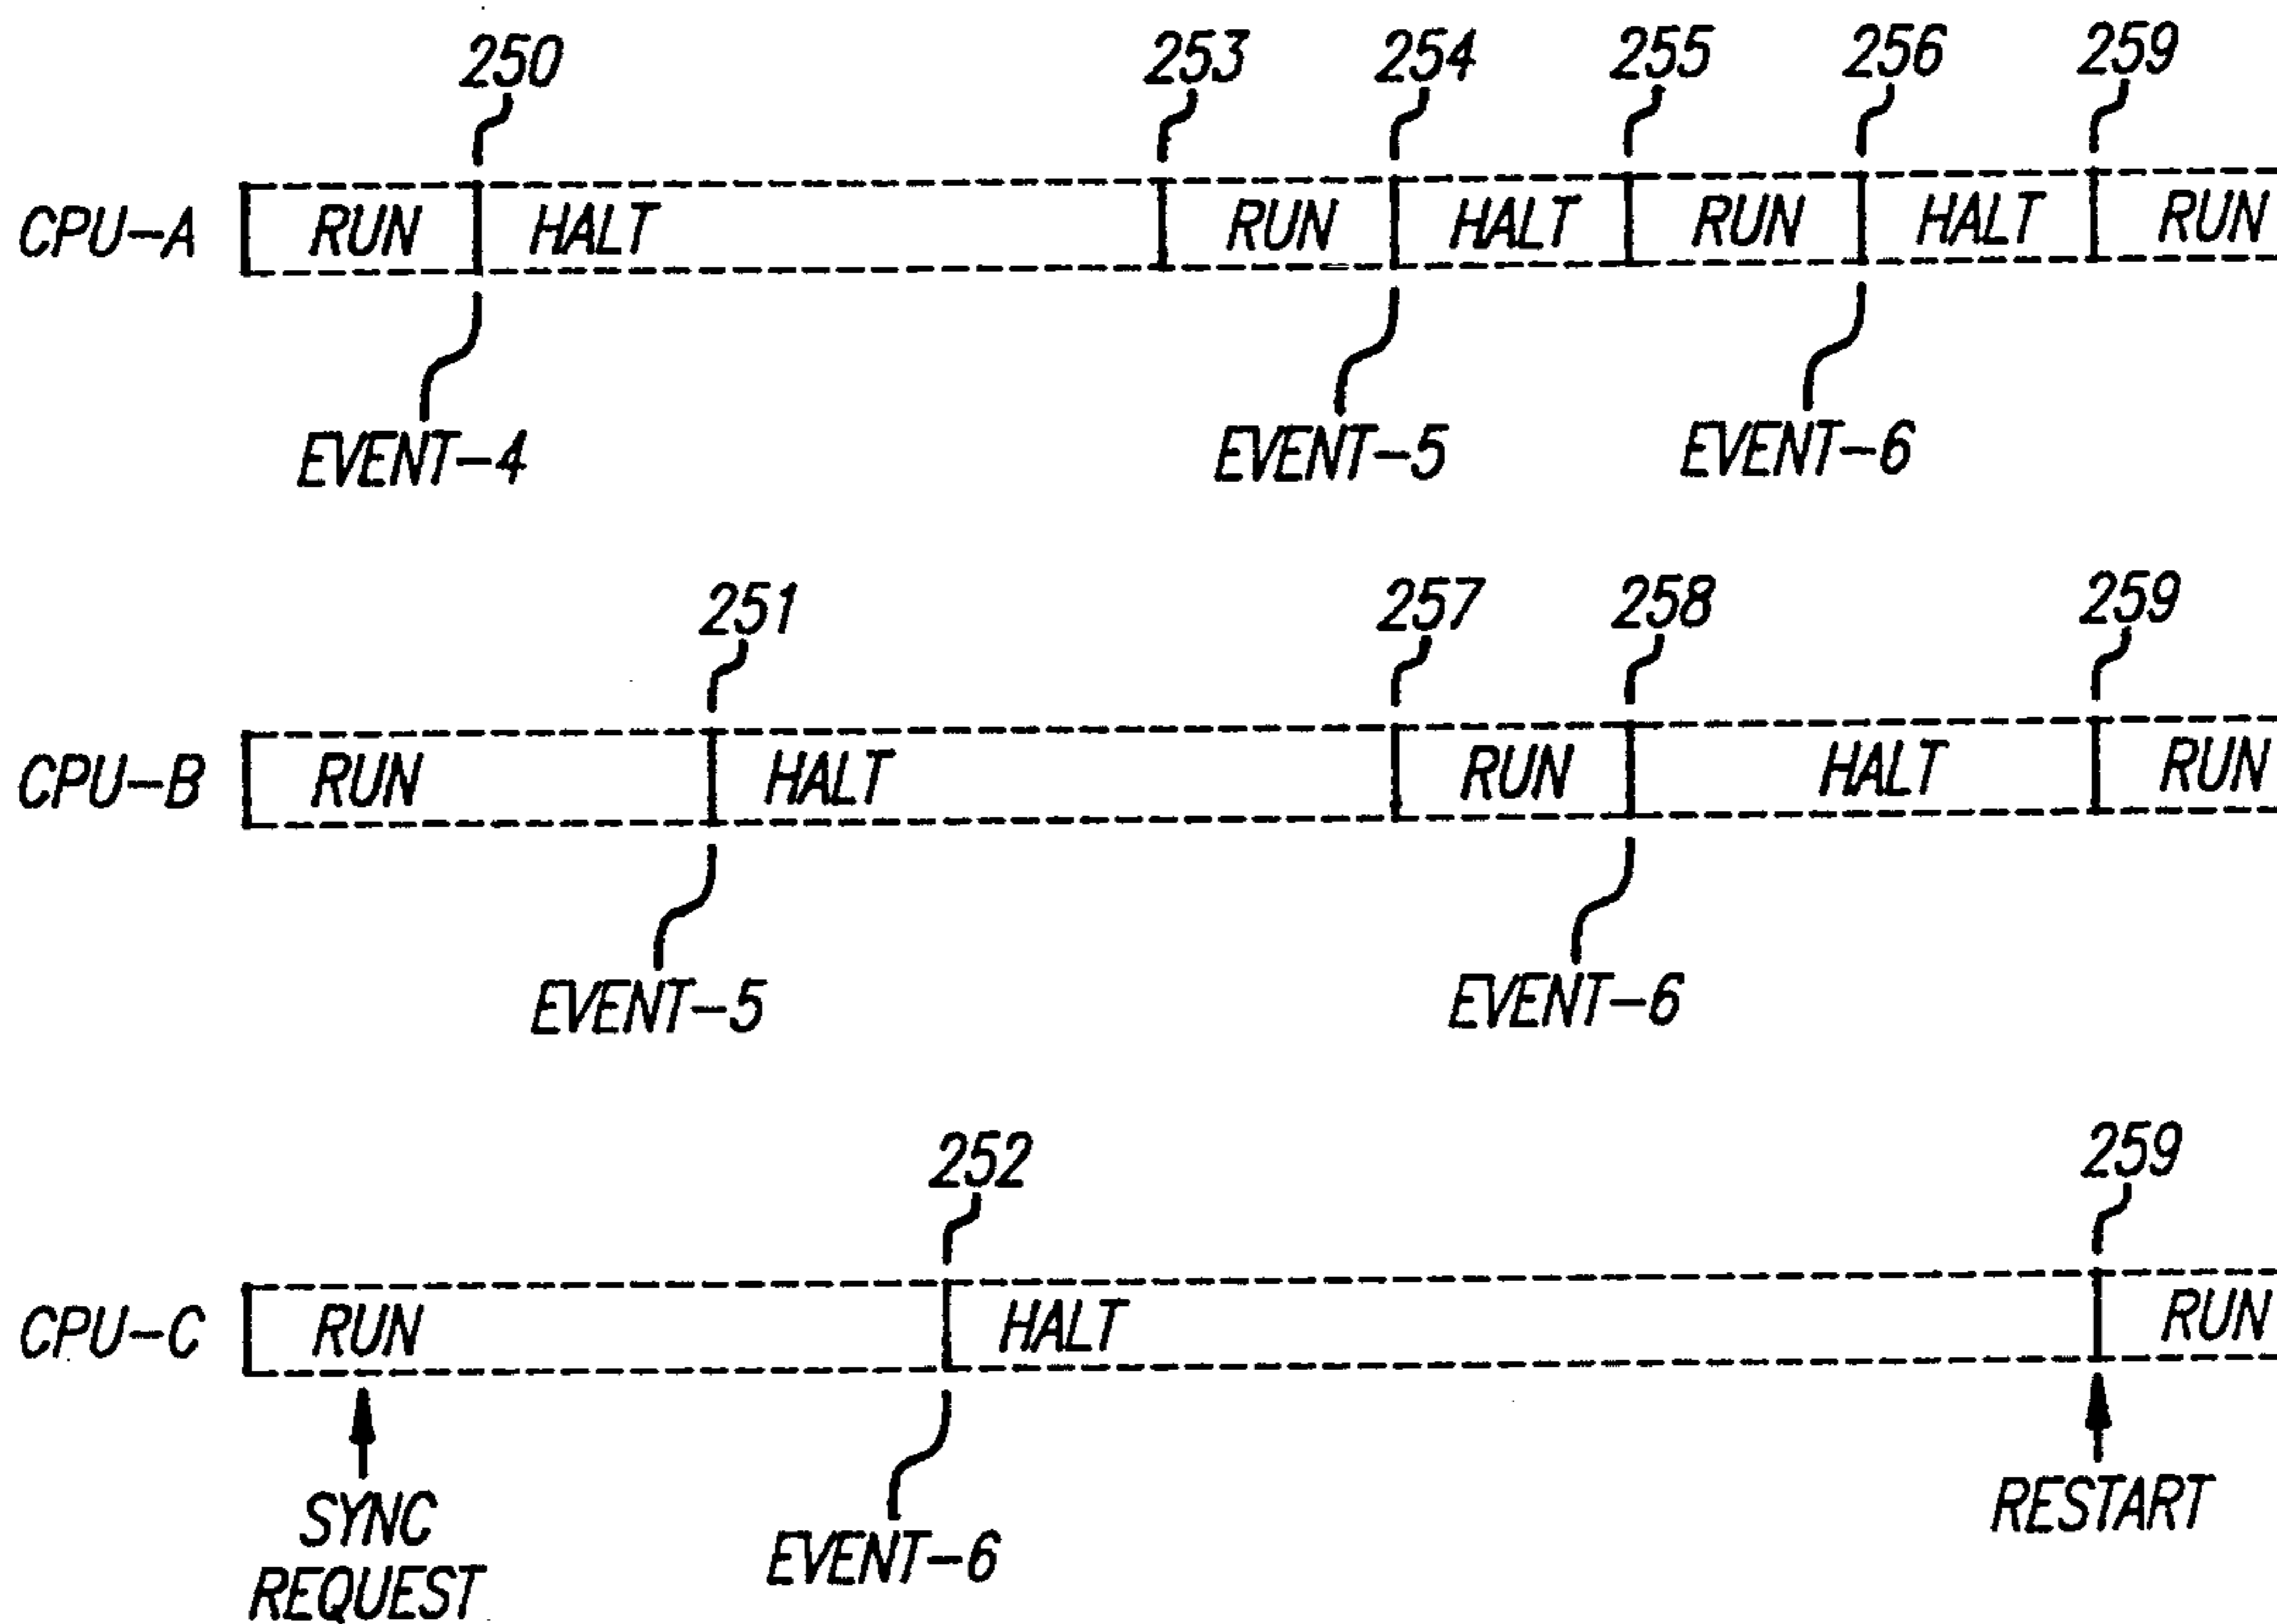 250 253 254 255 256 259
CPU-A RUN HALT RUN HALT RUN HALT RUN
EVENT-4 EVENT-5 EVENT-6
251 257 258 259
CPU-B RUN HALT RUN HALT RUN
EVENT-5 EVENT-6
252 259
CPU-C RUN HALT RUN
SYNC
REQUEST
EVENT-6
RESTART